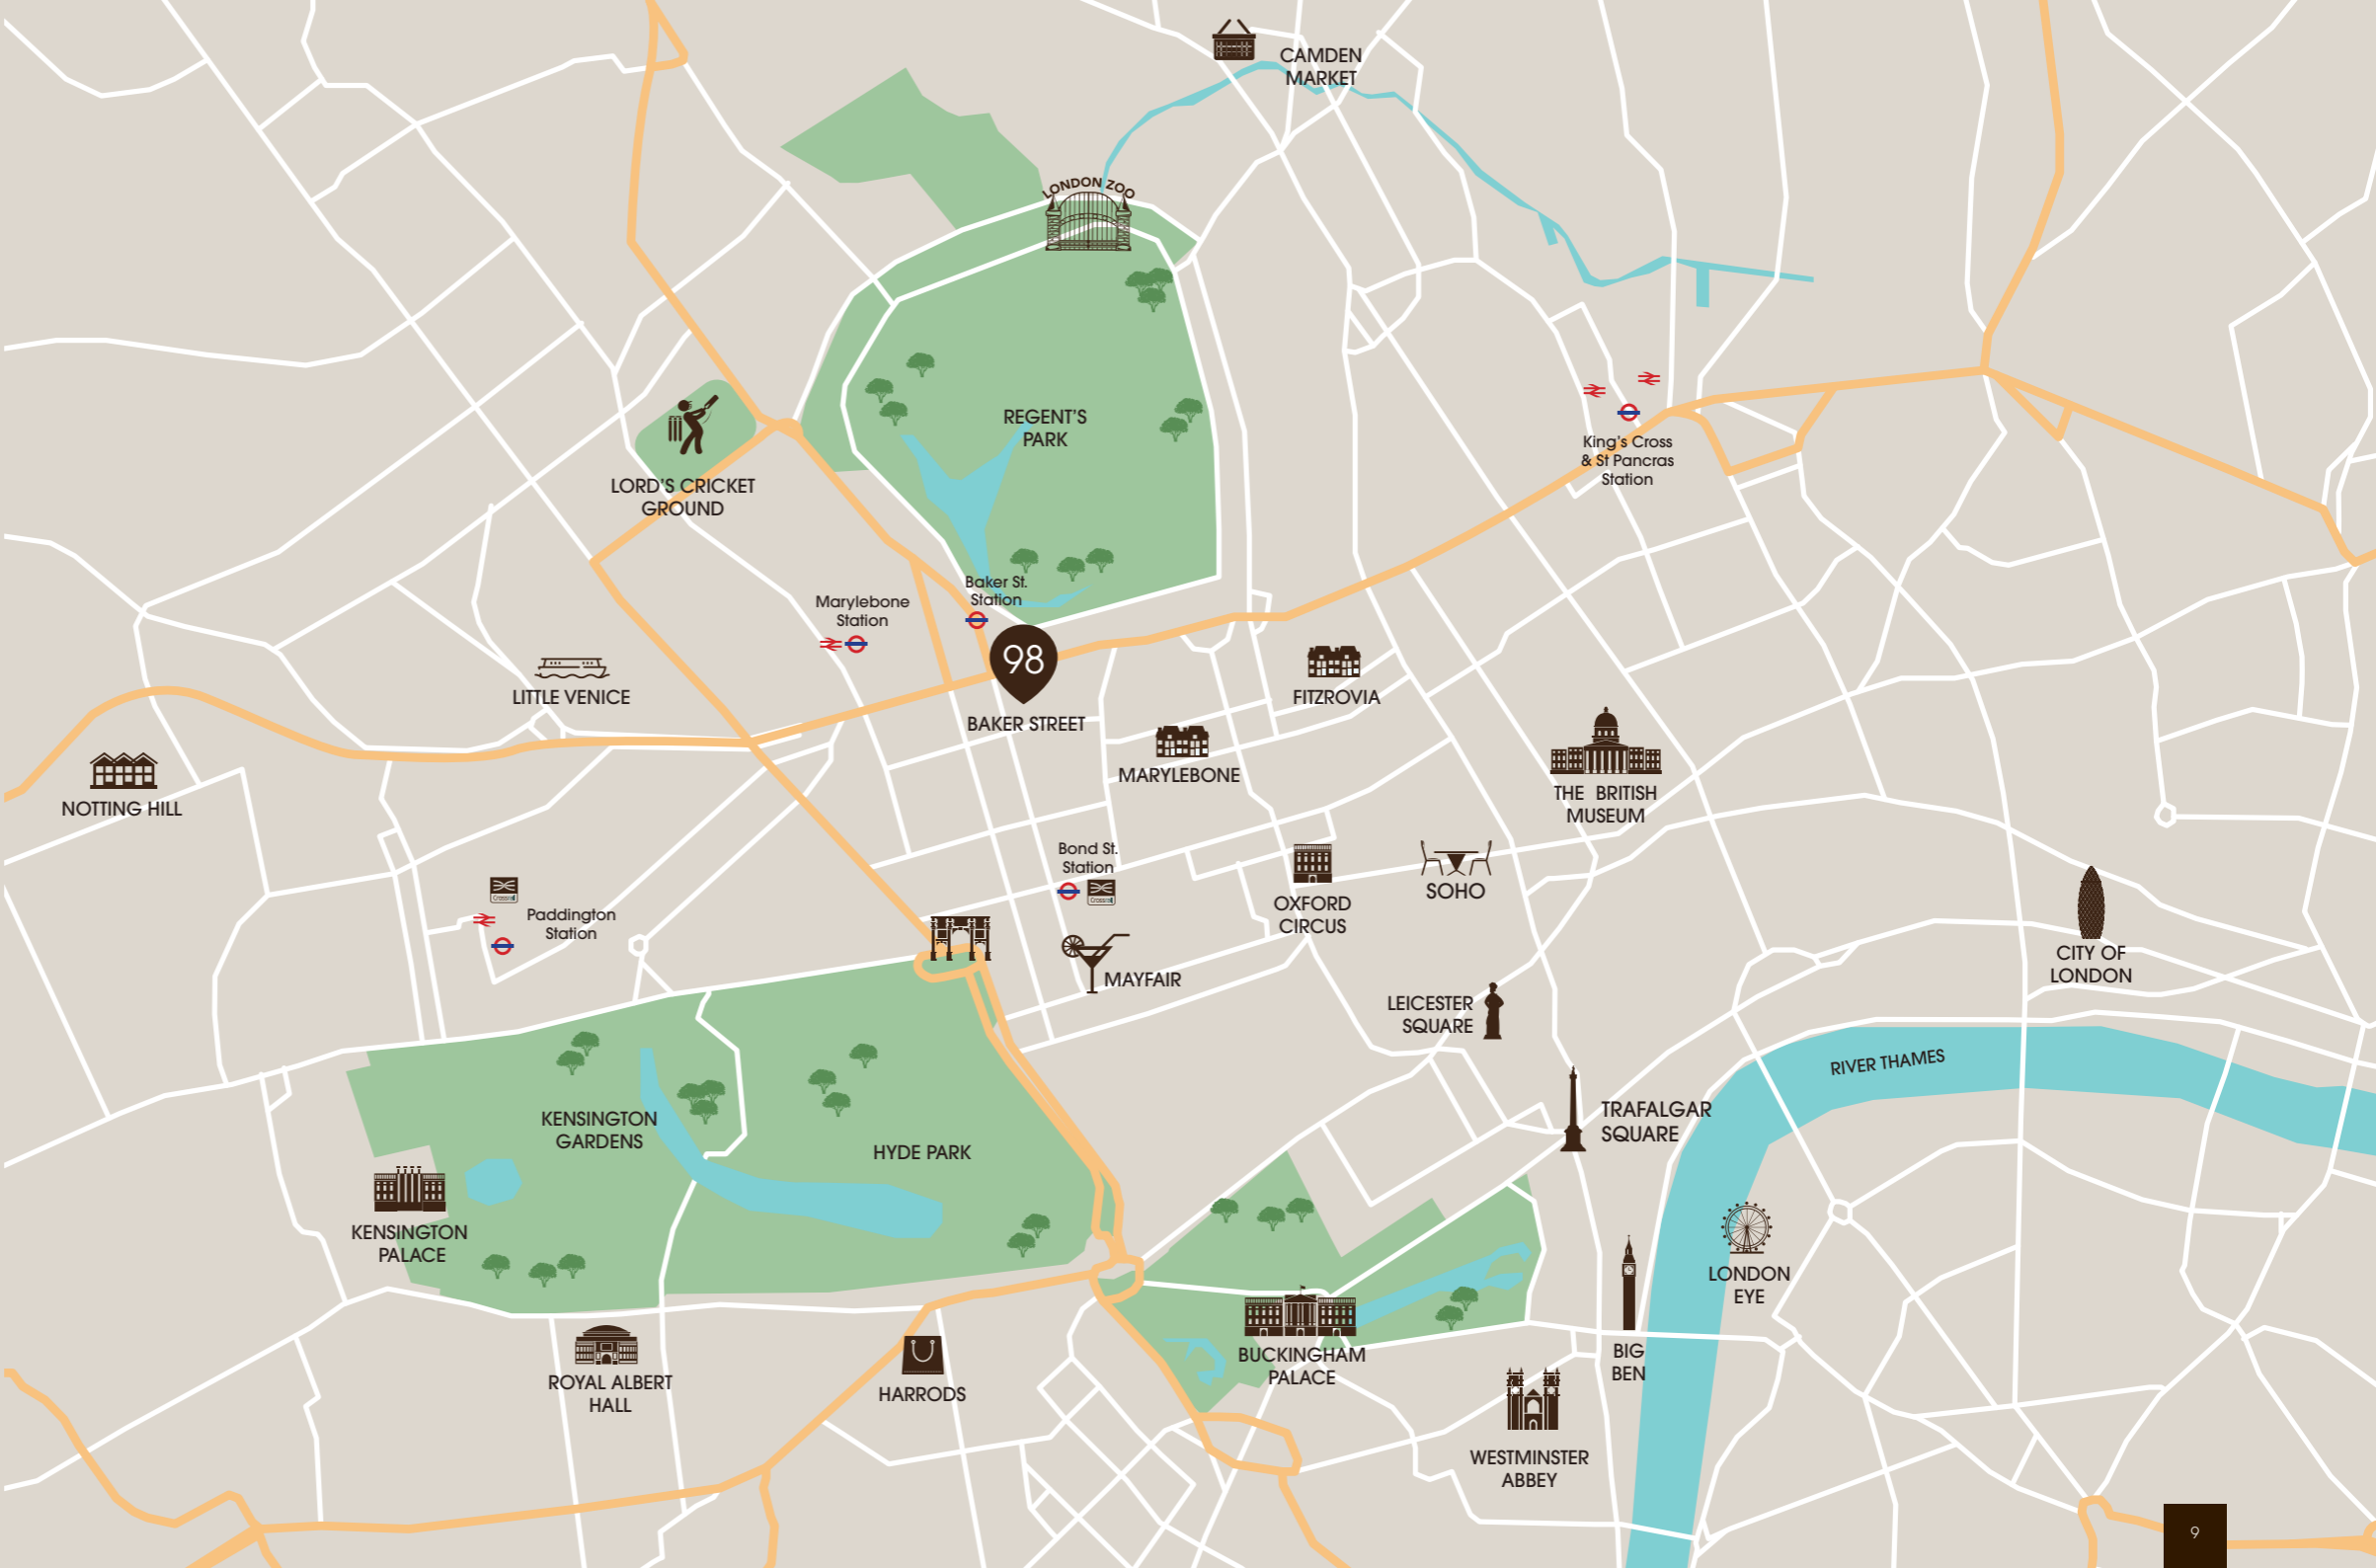 CAMDEN
MARKET
LONDON ZOO
REGENT'S
PARK
LORD'S CRICKET
GROUND
King's Cross
& St Pancras
Station
Baker St.
Station
Marylebone
Station
98
BAKER STREET
LITTLE VENICE
FITZROVIA
MARYLEBONE
NOTTING HILL
THE BRITISH
MUSEUM
Bond St.
Station
Crossrail
SOHO
OXFORD
CIRCUS
Crossrail
Paddington
Station
CITY OF
LONDON
MAYFAIR
LEICESTER
SQUARE
RIVER THAMES
TRAFALGAR
SQUARE
KENSINGTON
GARDENS
HYDE PARK
KENSINGTON
PALACE
LONDON
EYE
BUCKINGHAM
PALACE
BIG
BEN
ROYAL ALBERT
HALL
HARRODS
WESTMINSTER
ABBEY
9